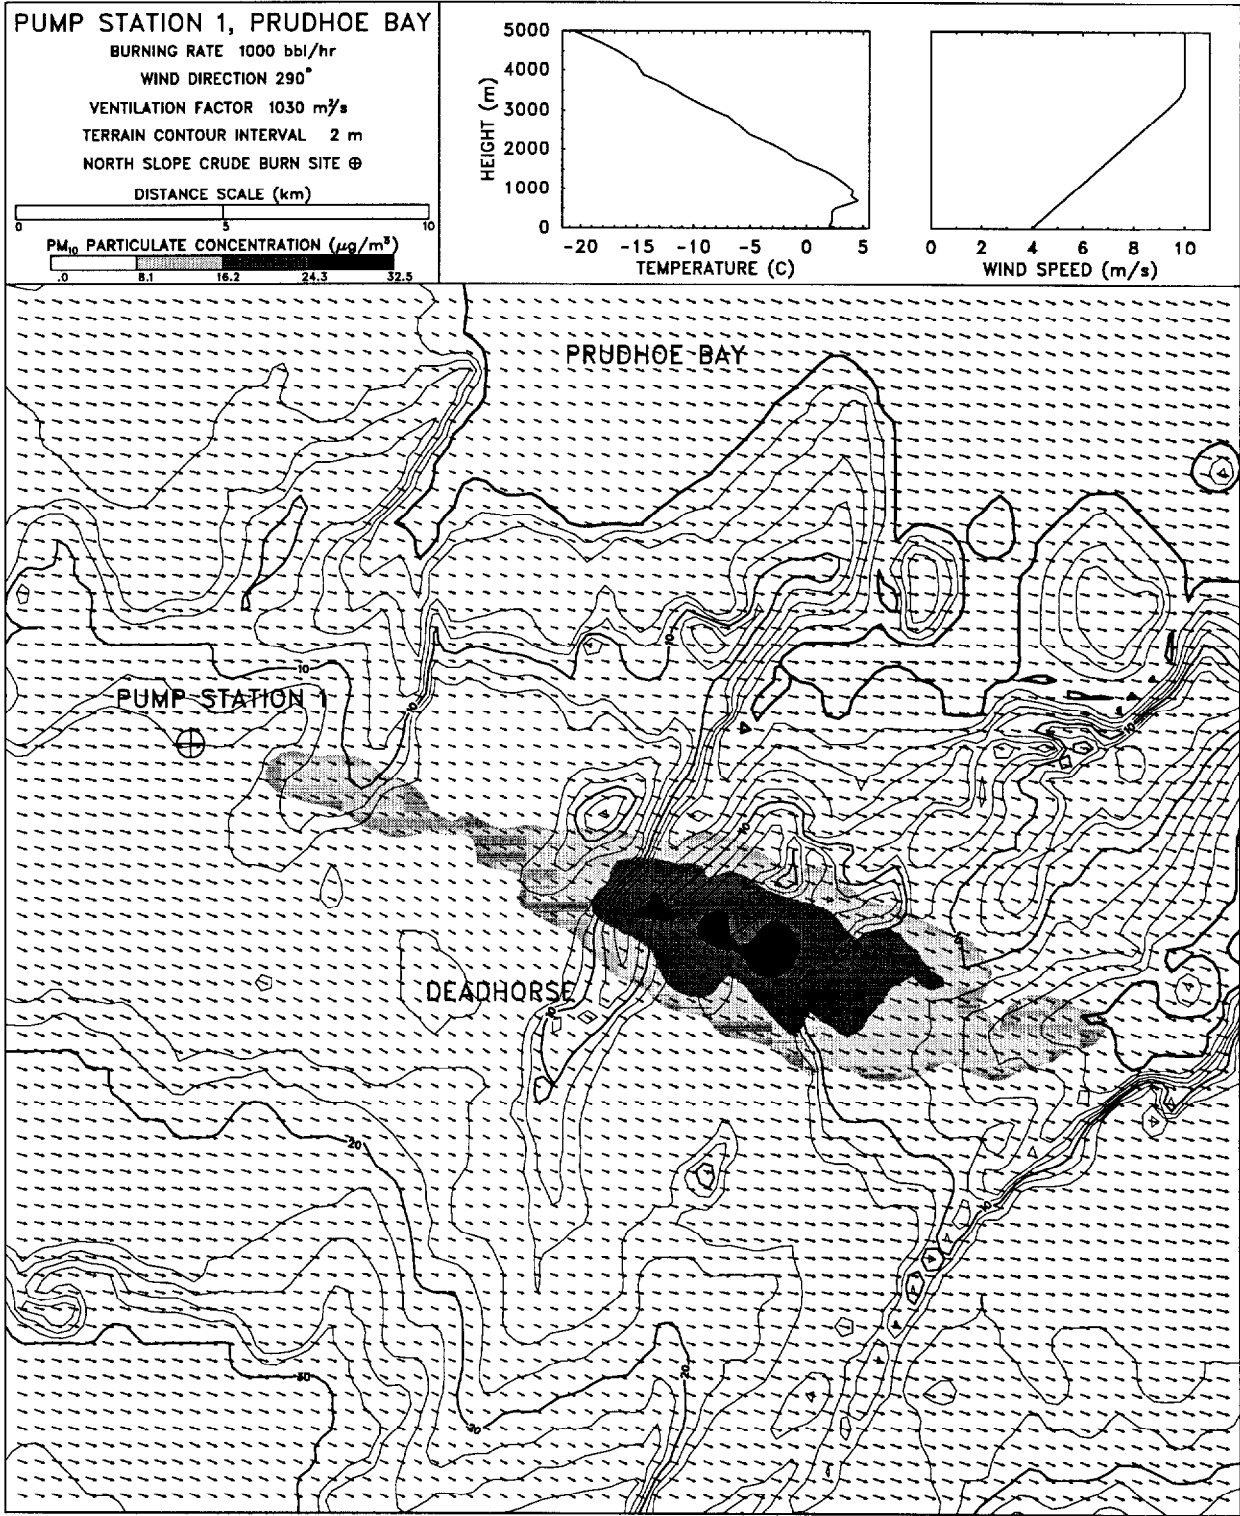 PUMP STATION 1, PRUDHOE BAY
BURNING RATE 1000 bbl/hr
WIND DIRECTION 290°
VENTILATION FACTOR 1030 m²/s
TERRAIN CONTOUR INTERVAL 2 m
NORTH SLOPE CRUDE BURN SITE ⊕
DISTANCE SCALE (km)
0 5 10
PM₁₀ PARTICULATE CONCENTRATION (μg/m³)
.0 8.1 16.2 24.3 32.5
5000
4000
3000
2000
1000
0
HEIGHT (m)
-20 -15 -10 -5 0 5
TEMPERATURE (C)
0 2 4 6 8 10
WIND SPEED (m/s)
PRUDHOE BAY
10
10
PUMP STATION 1
10
10
10
DEADHORSE
10
20
10
20
30
30